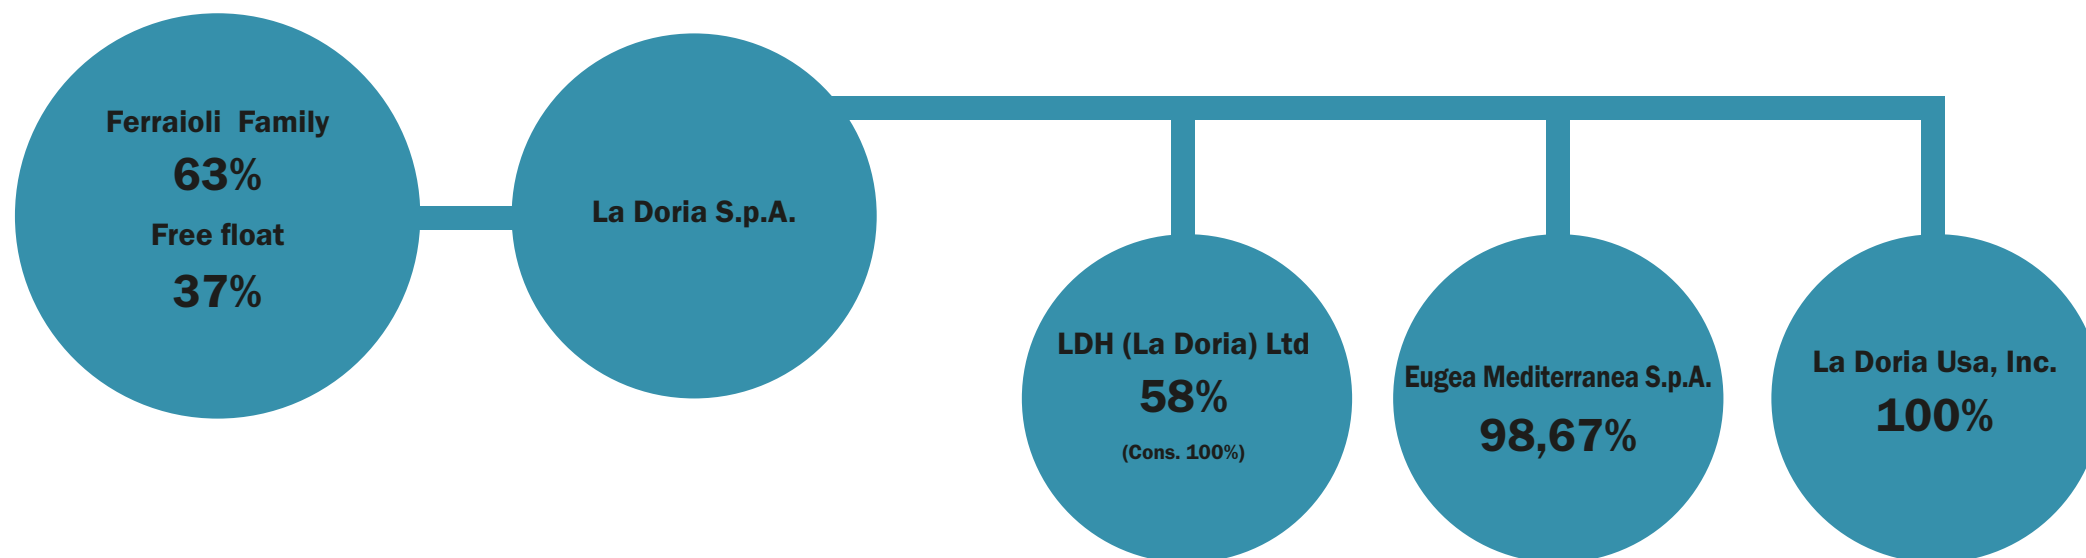 Ferraioli Family
63%
Free float
37%
La Doria S.p.A.
LDH (La Doria) Ltd
58%
(Cons. 100%)
Eugea Mediterranea S.p.A.
98,67%
La Doria Usa, Inc.
100%